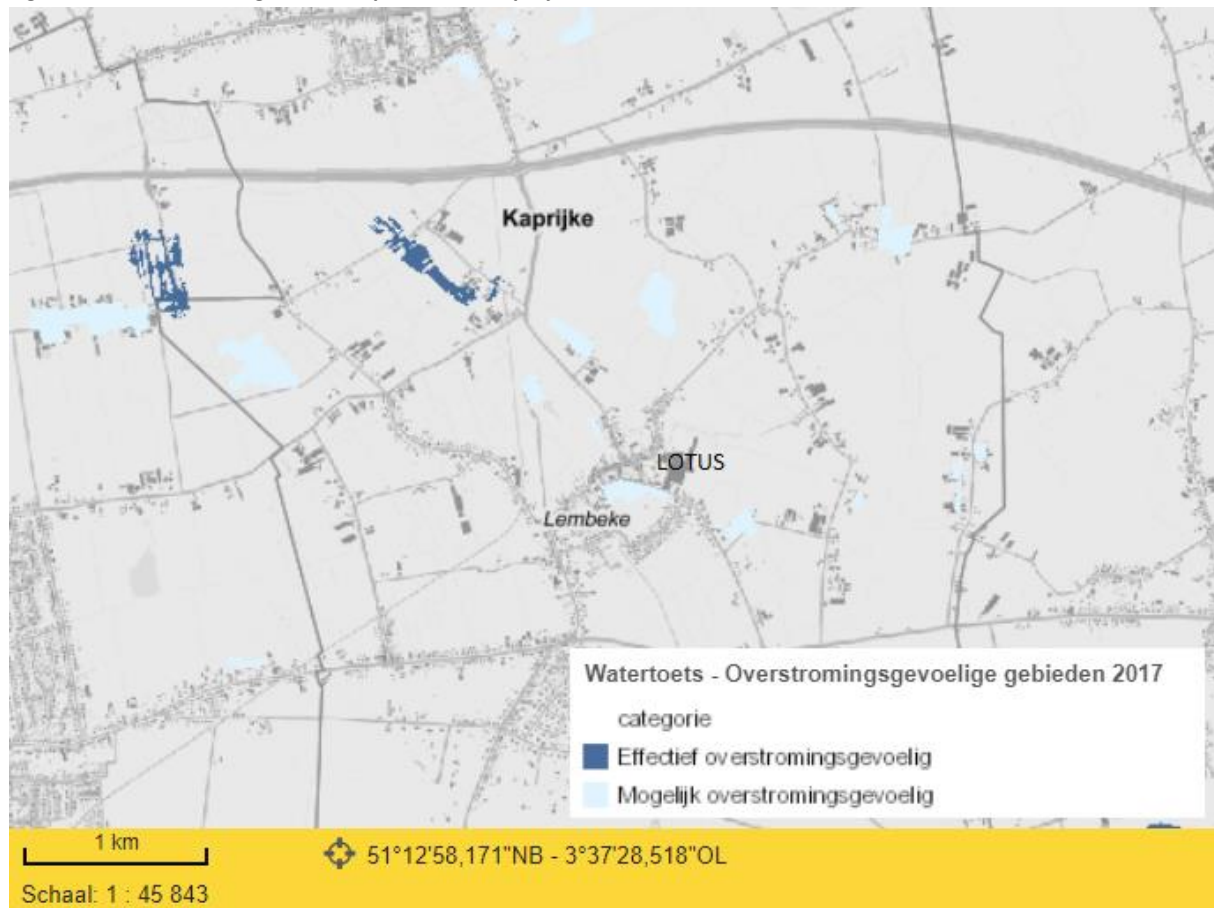 Kaprijke
LOTUS
Lembeke
Watertoets - Overstromingsgevoelige gebieden 2017
categorie
Effectief overstromingsgevoelig
Mogelijk overstromingsgevoelig
1 km
51°12'58,171"NB - 3°37'28,518"OL
Schaal: 1 : 45 843